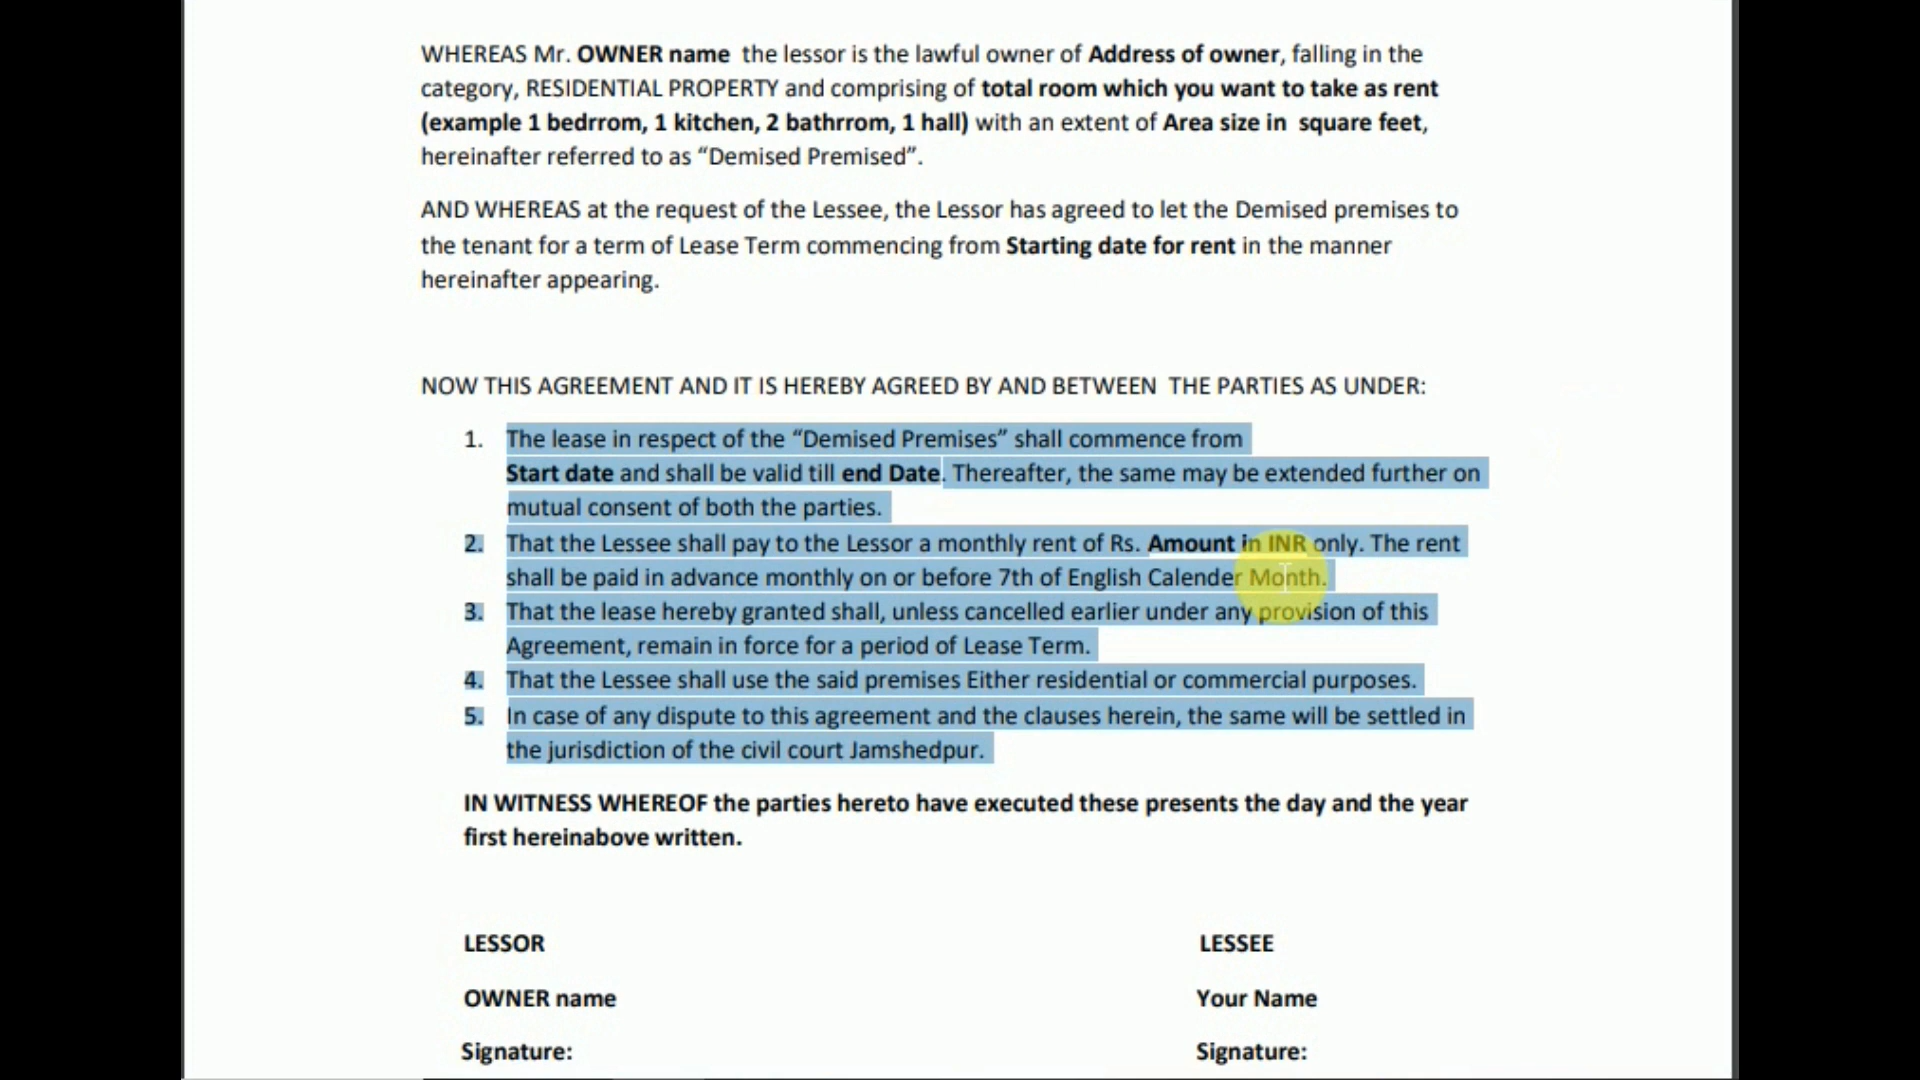 WHEREAS Mr. OWNER name the lessor is the lawful owner of Address of owner, falling in the
category, RESIDENTIAL PROPERTY and comprising of total room which you want to take as rent
(example 1 bedrrom, 1 kitchen, 2 bathrrom, 1 hall) with an extent of Area size in square feet,
hereinafter referred to as “Demised Premised”.
AND WHEREAS at the request of the Lessee, the Lessor has agreed to let the Demised premises to
the tenant for a term of Lease Term commencing from Starting date for rent in the manner
hereinafter appearing.
NOW THIS AGREEMENT AND IT IS HEREBY AGREED BY AND BETWEEN THE PARTIES AS UNDER:
1. The lease in respect of the “Demised Premises” shall commence from
Start date and shall be valid till end Date. Thereafter, the same may be extended further on
mutual consent of both the parties.
2. That the Lessee shall pay to the Lessor a monthly rent of Rs. Amount in INR only. The rent
shall be paid in advance monthly on or before 7th of English Calender Month.
3. That the lease hereby granted shall, unless cancelled earlier under any provision of this
Agreement, remain in force for a period of Lease Term.
4. That the Lessee shall use the said premises Either residential or commercial purposes.
5. In case of any dispute to this agreement and the clauses herein, the same will be settled in
the jurisdiction of the civil court Jamshedpur.
IN WITNESS WHEREOF the parties hereto have executed these presents the day and the year
first hereinabove written.
LESSOR LESSEE
OWNER name Your Name
Signature: Signature: